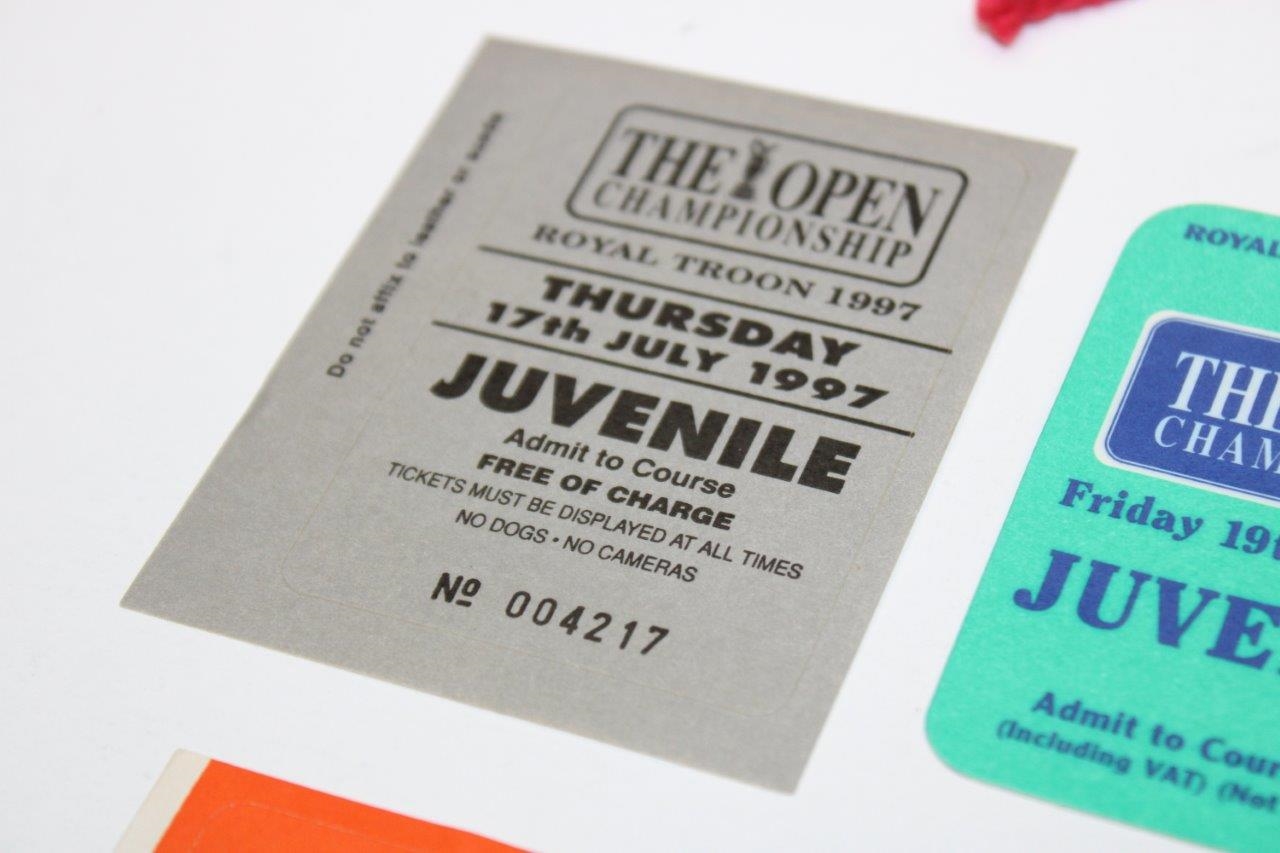 Do not affix to leather or suede
THE OPEN
CHAMPIONSHIP
ROYAL TROON 1997
THURSDAY
17th JULY 1997
JUVENILE
Admit to Course
FREE OF CHARGE
TICKETS MUST BE DISPLAYED AT ALL TIMES
NO DOGS • NO CAMERAS
Nº 004217
ROYAL
THE
CHAM
Friday 19t
JUVE
Admit to Cour
(Including VAT) (Not